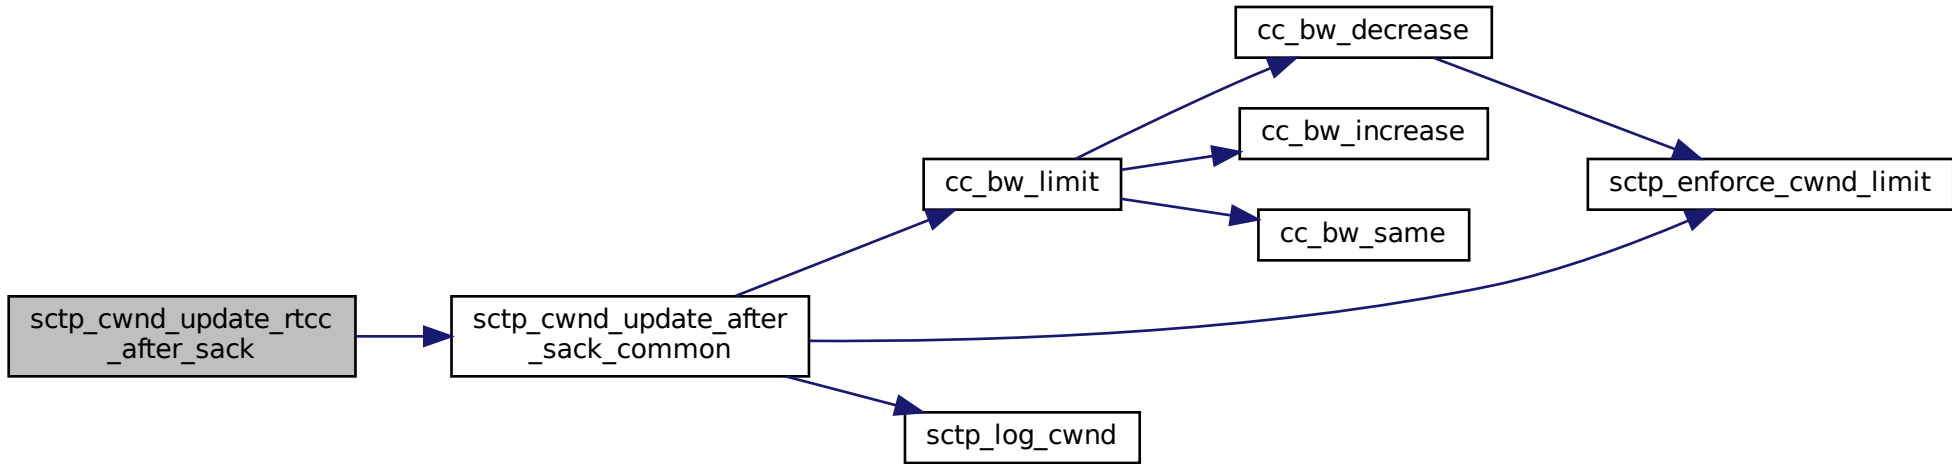 sctp_cwnd_update_rtcc
_after_sack
sctp_cwnd_update_after
_sack_common
cc_bw_limit
cc_bw_decrease
cc_bw_increase
cc_bw_same
sctp_enforce_cwnd_limit
sctp_log_cwnd